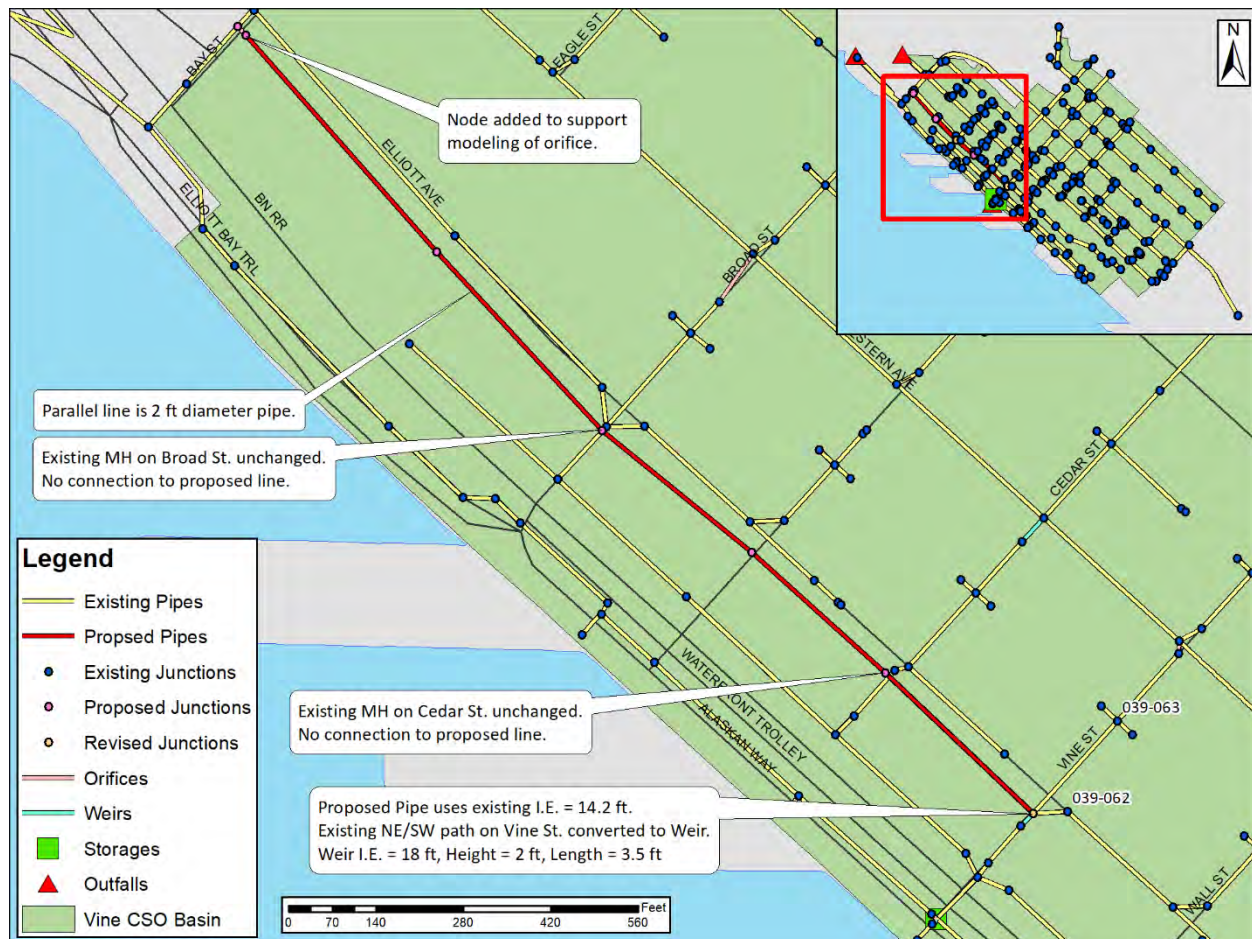 BAY ST
EAGLE ST
N
Node added to support
modeling of orifice.
ELLIOTT AVE
ELLIOTT BAY TRL
BN RR
BROAD ST
STERN AVE
Parallel line is 2 ft diameter pipe.
Existing MH on Broad St. unchanged.
No connection to proposed line.
CEDAR ST
Legend
Existing Pipes
Propsed Pipes
Existing Junctions
Proposed Junctions
Revised Junctions
Orifices
Weirs
Storages
Outfalls
Vine CSO Basin
WATERFRONT TROLLEY
ALASKAN WAY
Existing MH on Cedar St. unchanged.
No connection to proposed line.
039-063
VINE ST
039-062
Proposed Pipe uses existing I.E. = 14.2 ft.
Existing NE/SW path on Vine St. converted to Weir.
Weir I.E. = 18 ft, Height = 2 ft, Length = 3.5 ft
WALL ST
Feet
0 70 140 280 420 560